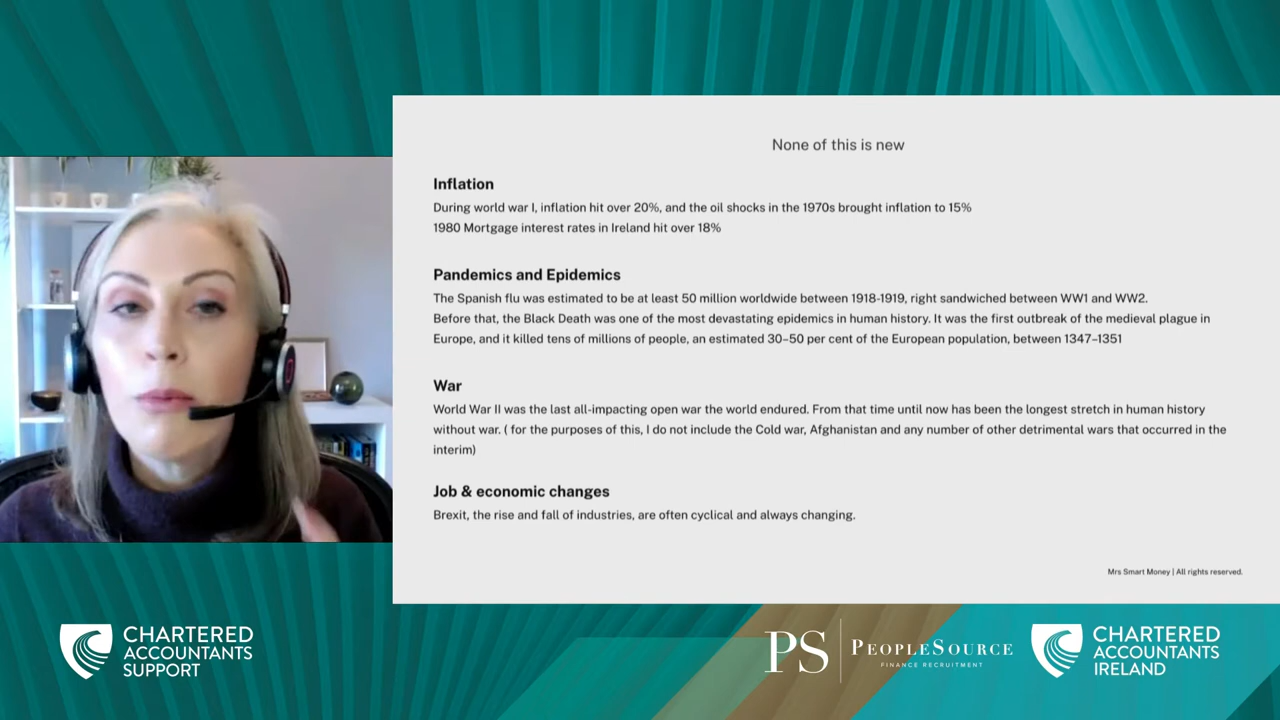 None of this is new
Inflation
During world war I, inflation hit over 20%, and the oil shocks in the 1970s brought inflation to 15%
1980 Mortgage interest rates in Ireland hit over 18%
Pandemics and Epidemics
The Spanish flu was estimated to be at least 50 million worldwide between 1918-1919, right sandwiched between WW1 and WW2.
Before that, the Black Death was one of the most devastating epidemics in human history. It was the first outbreak of the medieval plague in
Europe, and it killed tens of millions of people, an estimated 30–50 per cent of the European population, between 1347–1351
War
World War II was the last all-impacting open war the world endured. From that time until now has been the longest stretch in human history
without war. ( for the purposes of this, I do not include the Cold war, Afghanistan and any number of other detrimental wars that occurred in the
interim)
Job & economic changes
Brexit, the rise and fall of industries, are often cyclical and always changing.
Mrs Smart Money | All rights reserved.
CHARTERED
ACCOUNTANTS
SUPPORT
PS
PEOPLESOURCE
FINANCE RECRUITMENT
CHARTERED
ACCOUNTANTS
IRELAND